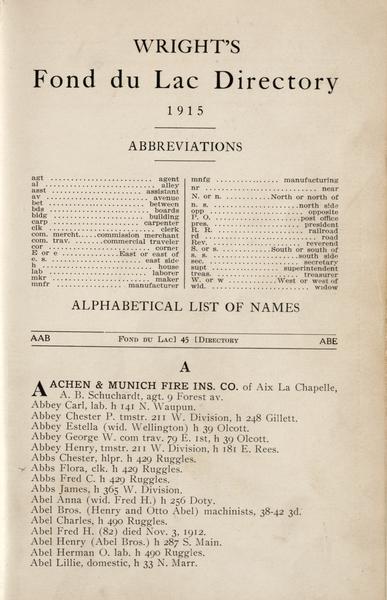 WRIGHT'S
Fond du Lac Directory
1915
ABBREVIATIONS
agt ........ agent
al ........ alley
asst ........ assistant
av ........ avenue
bet ........ between
bds ........ boards
bldg ........ building
carp ........ carpenter
clk ........ clerk
com. mercht. .... commission merchant
com. trav. ........ commercial traveler
cor ........ corner
E or e ........ East or east of
e. s. ........ east side
h ........ house
lab ........ laborer
mkr ........ maker
mnfr ........ manufacturer
mnfg ........ manufacturing
nr ........ near
N. or n. ........ North or north of
n. s. ........ north side
opp ........ opposite
P. O. ........ post office
pres. ........ president
R. R. ........ railroad
rd ........ road
Rev. ........ reverend
S. or s. ........ South or south of
s. s. ........ south side
sec. ........ secretary
supt ........ superintendent
treas. ........ treasurer
W. or w ........ West or west of
wid. ........ widow
ALPHABETICAL LIST OF NAMES
AAB FOND DU LAC] 45 [DIRECTORY ABE
A
AACHEN & MUNICH FIRE INS. CO. of Aix La Chapelle,
A. B. Schuchardt, agt. 9 Forest av.
Abbey Carl, lab. h 141 N. Waupun.
Abbey Chester P. tmstr. 211 W. Division, h 248 Gillett.
Abbey Estella (wid. Wellington) h 39 Olcott.
Abbey George W. com trav. 79 E. 1st, h 39 Olcott.
Abbey Henry, tmstr. 211 W. Division, h 181 E. Rees.
Abbs Chester, hlpr. h 429 Ruggles.
Abbs Flora, clk. h 429 Ruggles.
Abbs Fred C. h 429 Ruggles.
Abbs James, h 365 W. Division.
Abel Anna (wid. Fred H.) h 256 Doty.
Abel Bros. (Henry and Otto Abel) machinists, 38-42 3d.
Abel Charles, h 490 Ruggles.
Abel Fred H. (82) died Nov. 3, 1912.
Abel Henry (Abel Bros.) h 287 S. Main.
Abel Herman O. lab. h 490 Ruggles.
Abel Lillie, domestic, h 33 N. Marr.